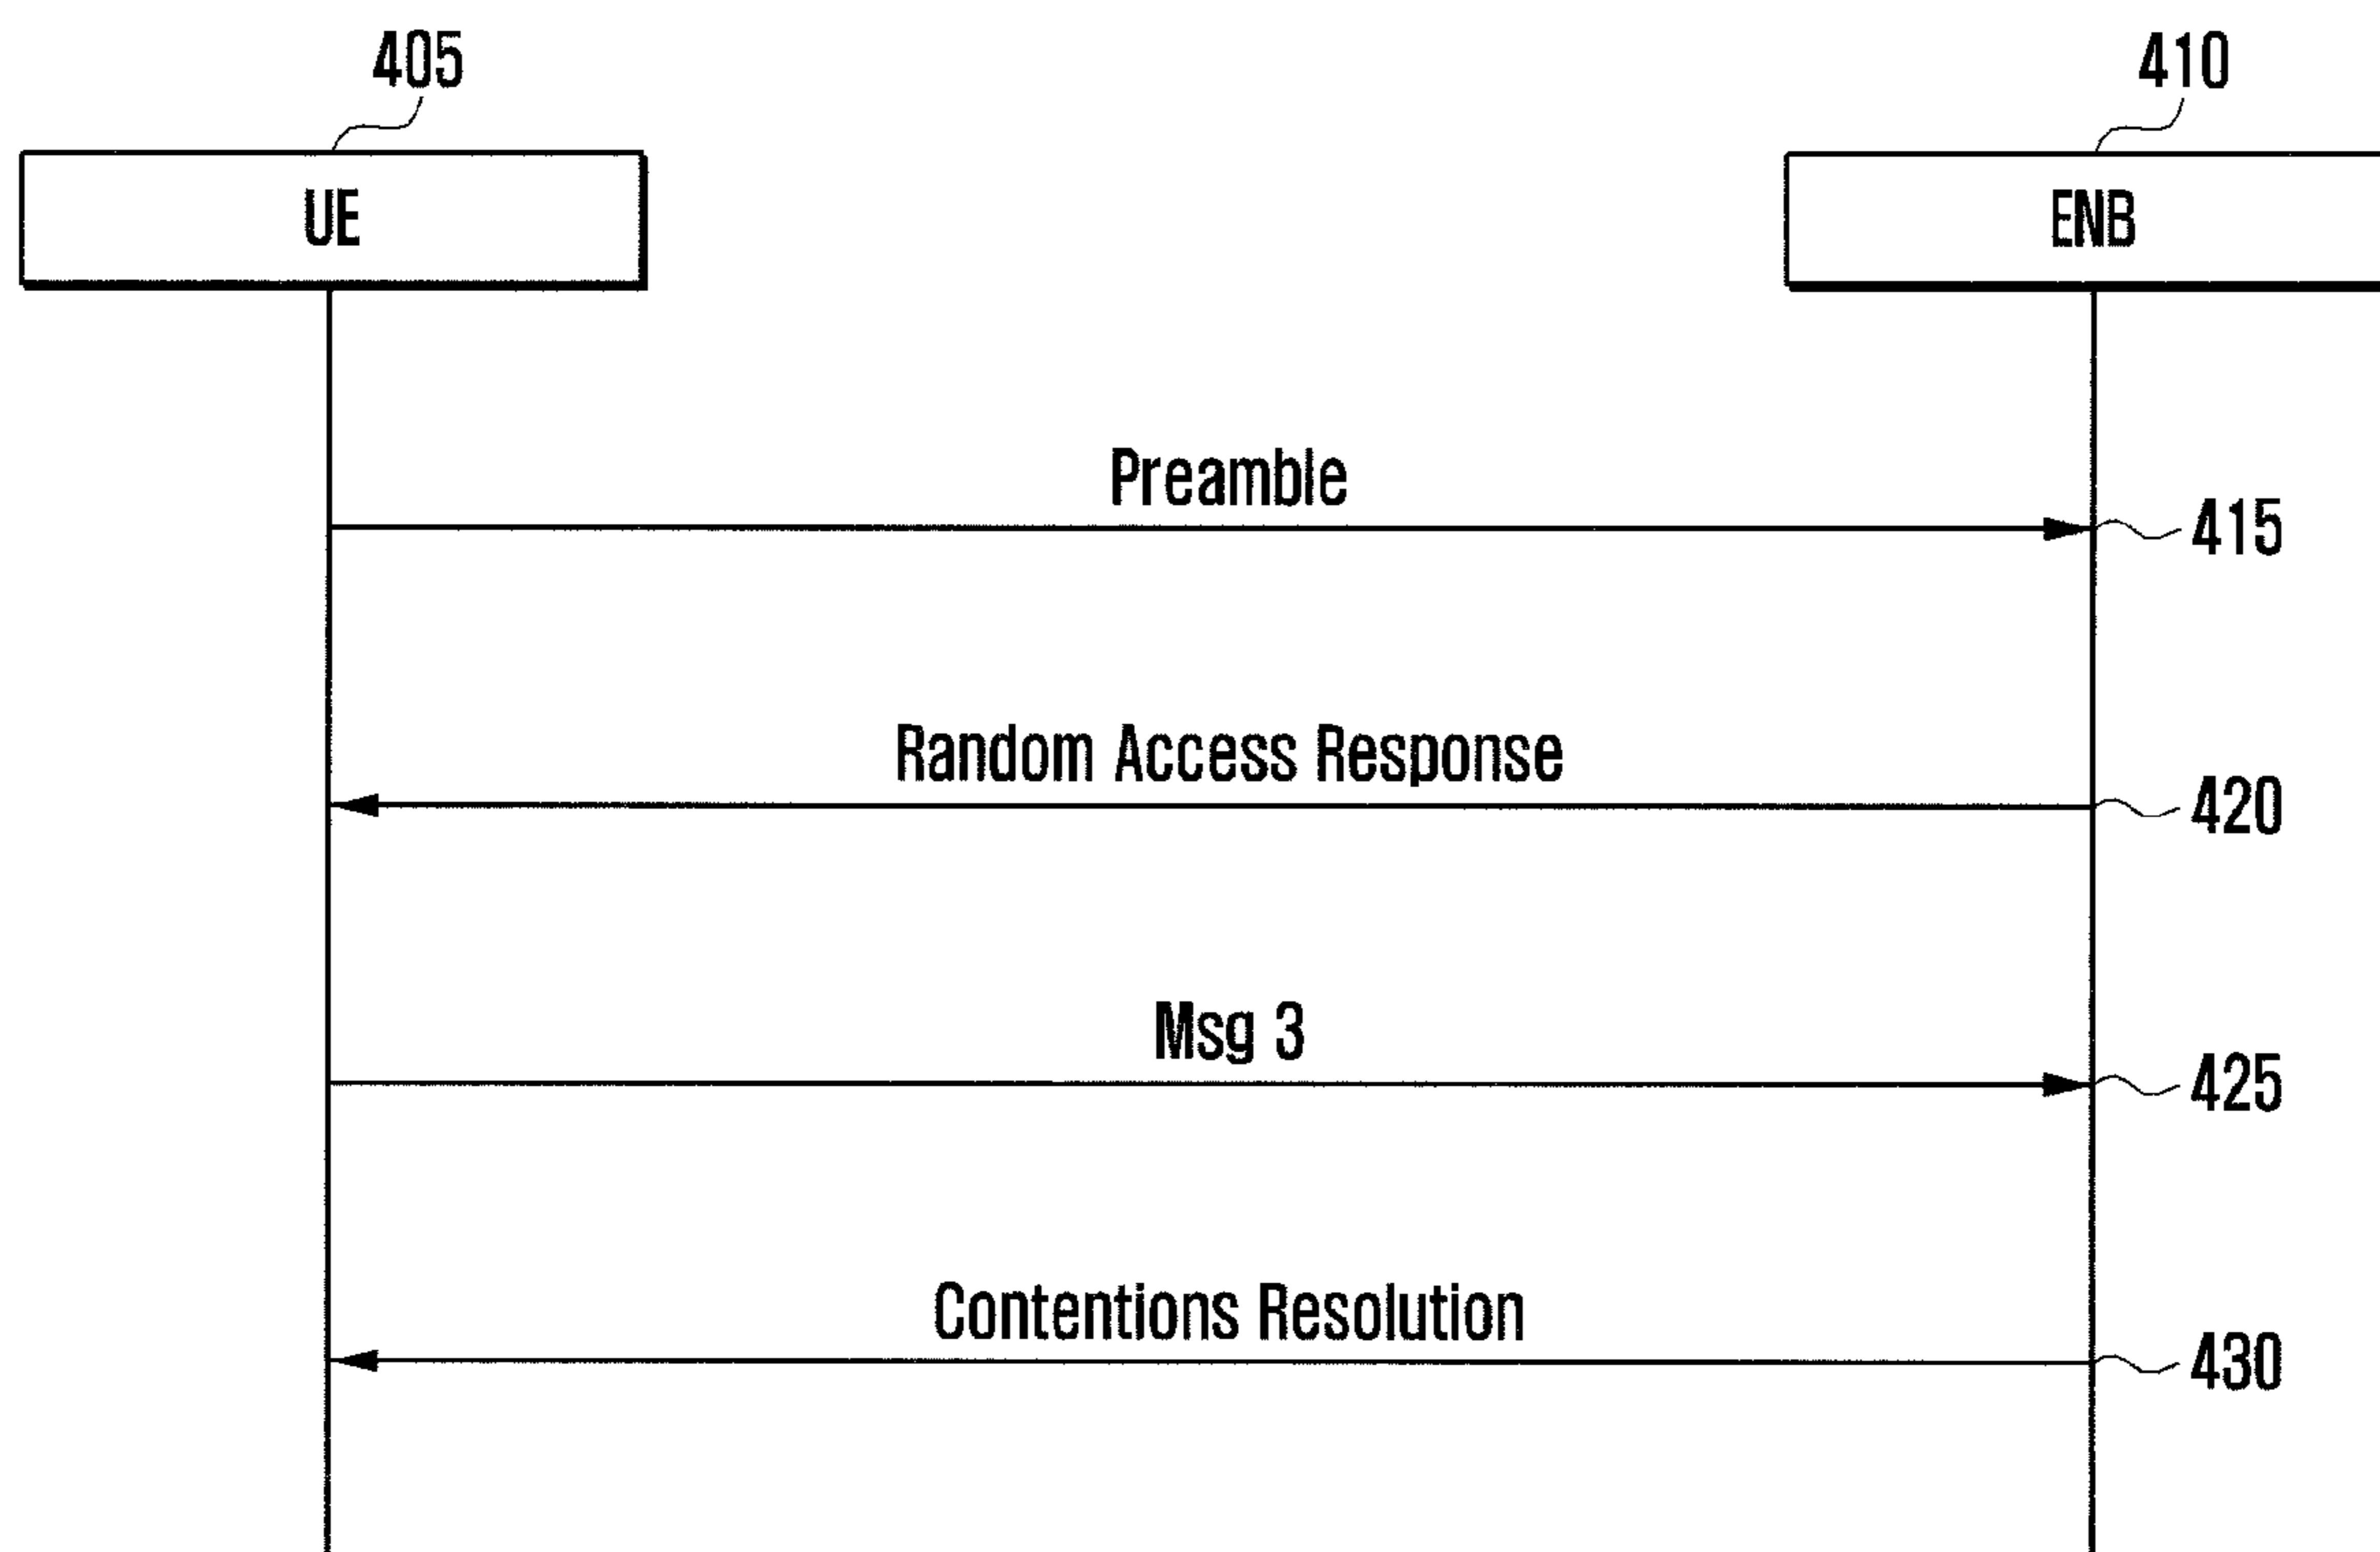 405
410
UE
ENB
Preamble
415
Random Access Response
420
Msg 3
425
Contentions Resolution
430